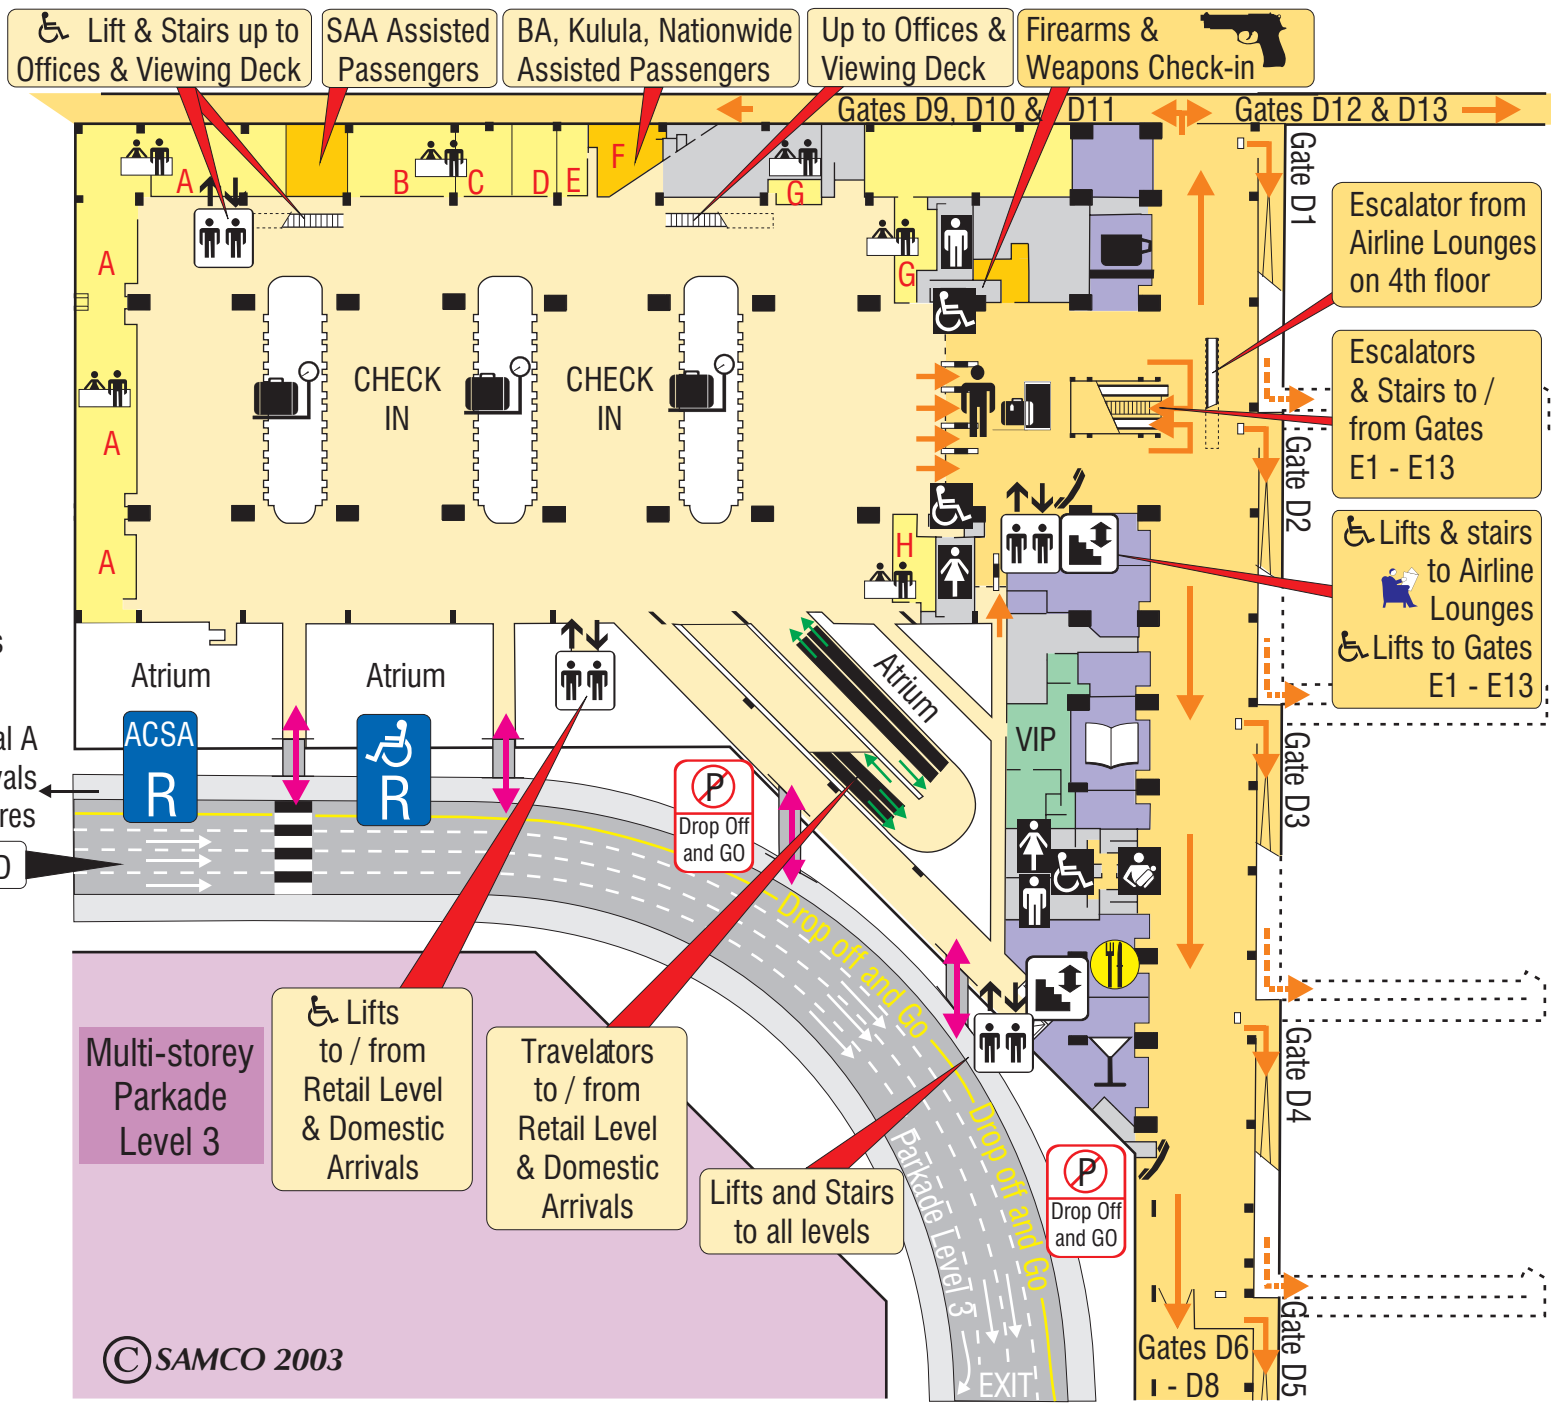 Lift & Stairs up to
Offices & Viewing Deck
SAA Assisted
Passengers
BA, Kulula, Nationwide
Assisted Passengers
Up to Offices &
Viewing Deck
Firearms &
Weapons Check-in
Gates D9, D10 & D11
Gates D12 & D13
A
B
C
D
E
F
G
G
A
A
A
H
CHECK
IN
CHECK
IN
Gate D1
Escalator from
Airline Lounges
on 4th floor
Escalators
& Stairs to /
from Gates
E1 - E13
Gate D2
Lifts & stairs
to Airline
Lounges
Lifts to Gates
E1 - E13
Atrium
Atrium
Atrium
VIP
Gate D3
ACSA
R
R
s
al A
vals
res
D
P
Drop Off
and GO
Drop off and Go
Drop off and Go
Parkade Level 3
EXIT
Multi-storey
Parkade
Level 3
Lifts
to / from
Retail Level
& Domestic
Arrivals
Travelators
to / from
Retail Level
& Domestic
Arrivals
Lifts and Stairs
to all levels
P
Drop Off
and GO
Gate D4
Gate D5
Gates D6
- D8
© SAMCO 2003